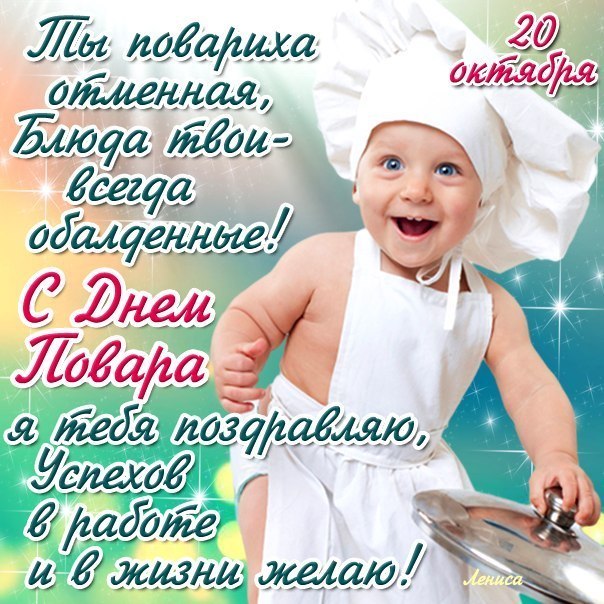 20
октября
Ты повариха
отменная,
Блюда твои-
всегда
обалденные!
С Днем
Повара
я тебя поздравляю,
Успехов
в работе
и в жизни желаю!
Лениса